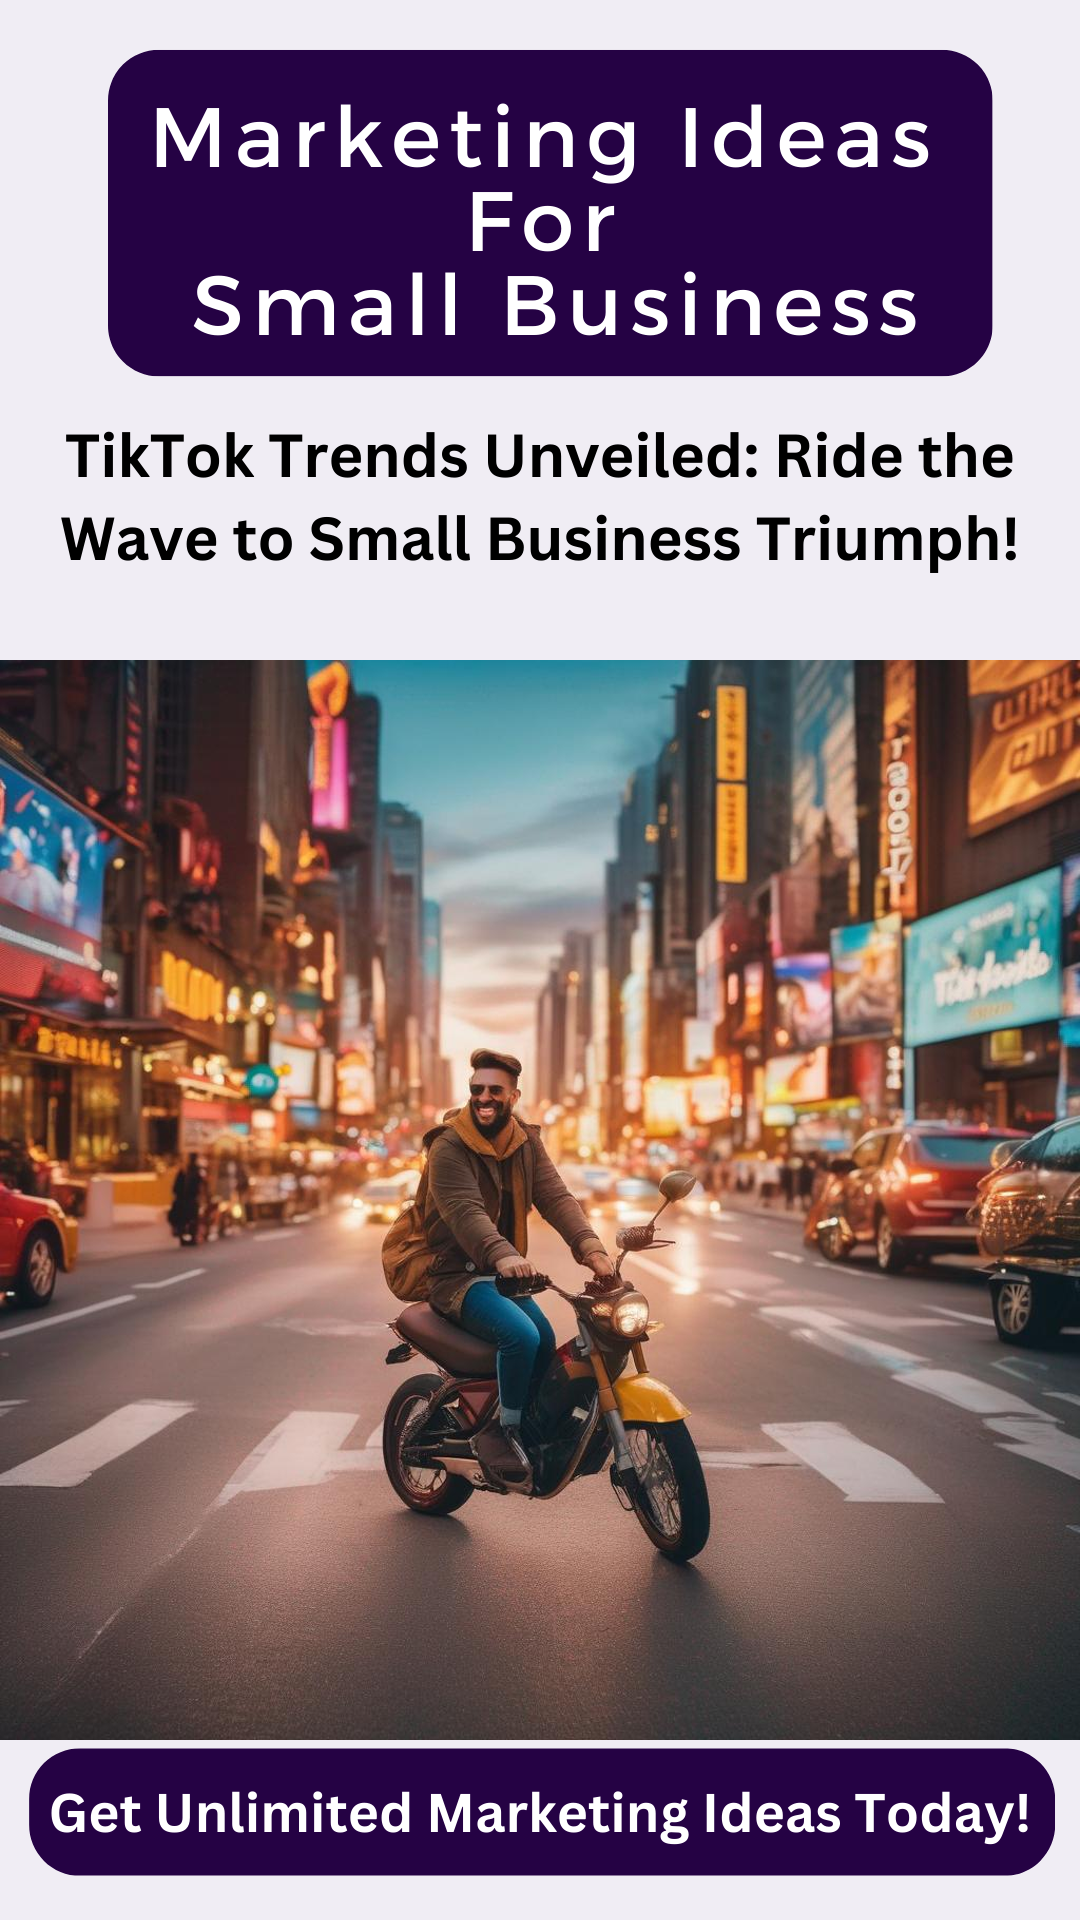 Marketing Ideas
For
Small Business
TikTok Trends Unveiled: Ride the
Wave to Small Business Triumph!
Get Unlimited Marketing Ideas Today!